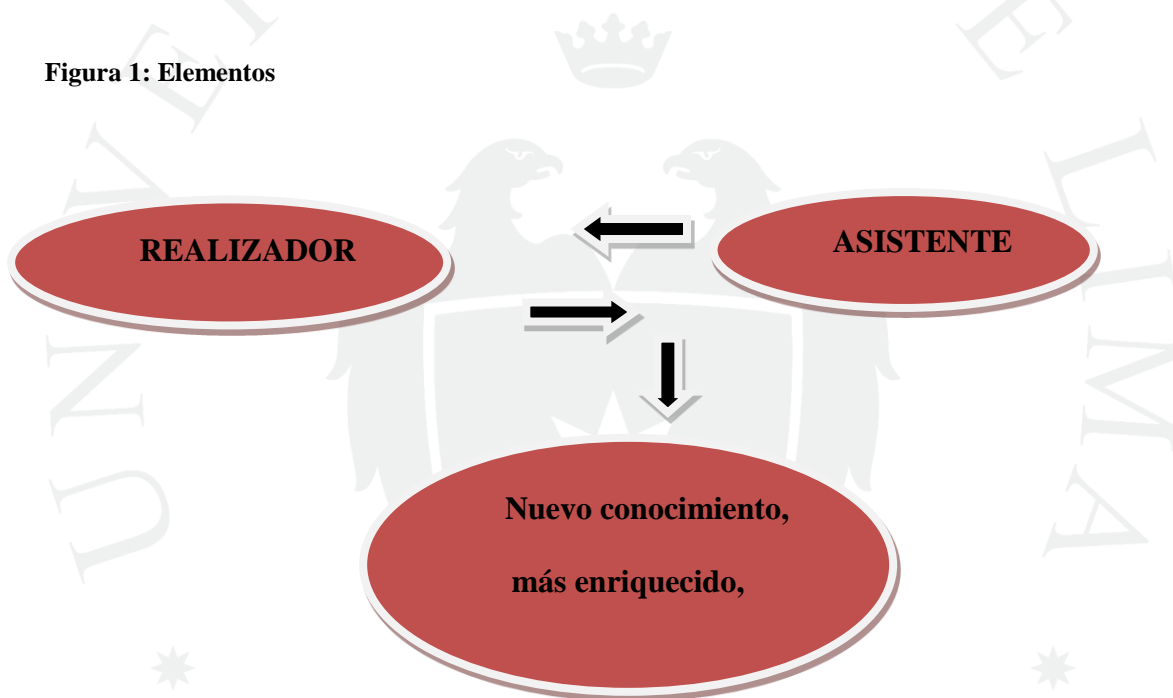 Figura 1: Elementos
REALIZADOR
ASISTENTE
Nuevo conocimiento,
más enriquecido,